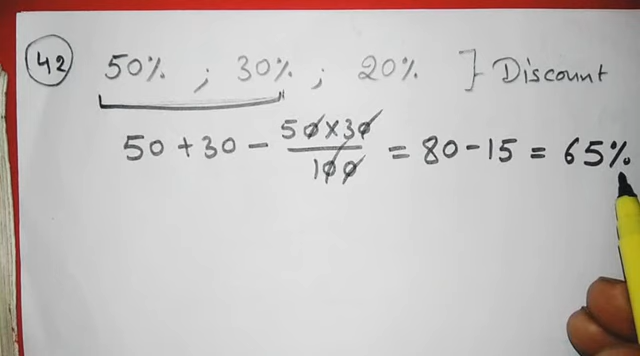 42 50% ; 30% ; 20% } Discount
50 + 30 - 50×30/100 = 80 - 15 = 65%